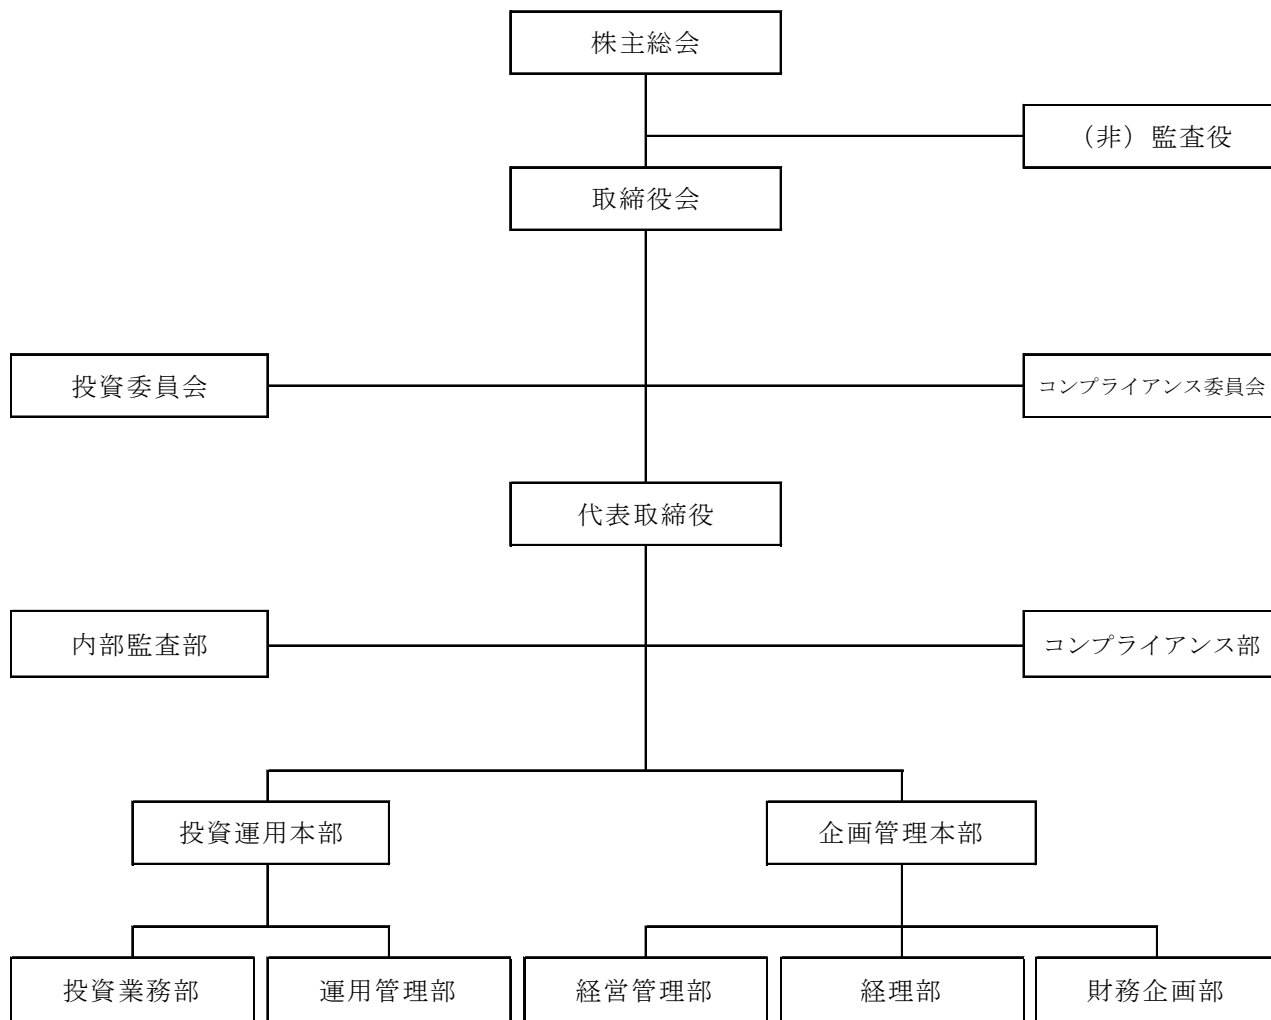 株主総会
（非）監査役
取締役会
投資委員会
コンプライアンス委員会
代表取締役
内部監査部
コンプライアンス部
投資運用本部
企画管理本部
投資業務部
運用管理部
経営管理部
経理部
財務企画部